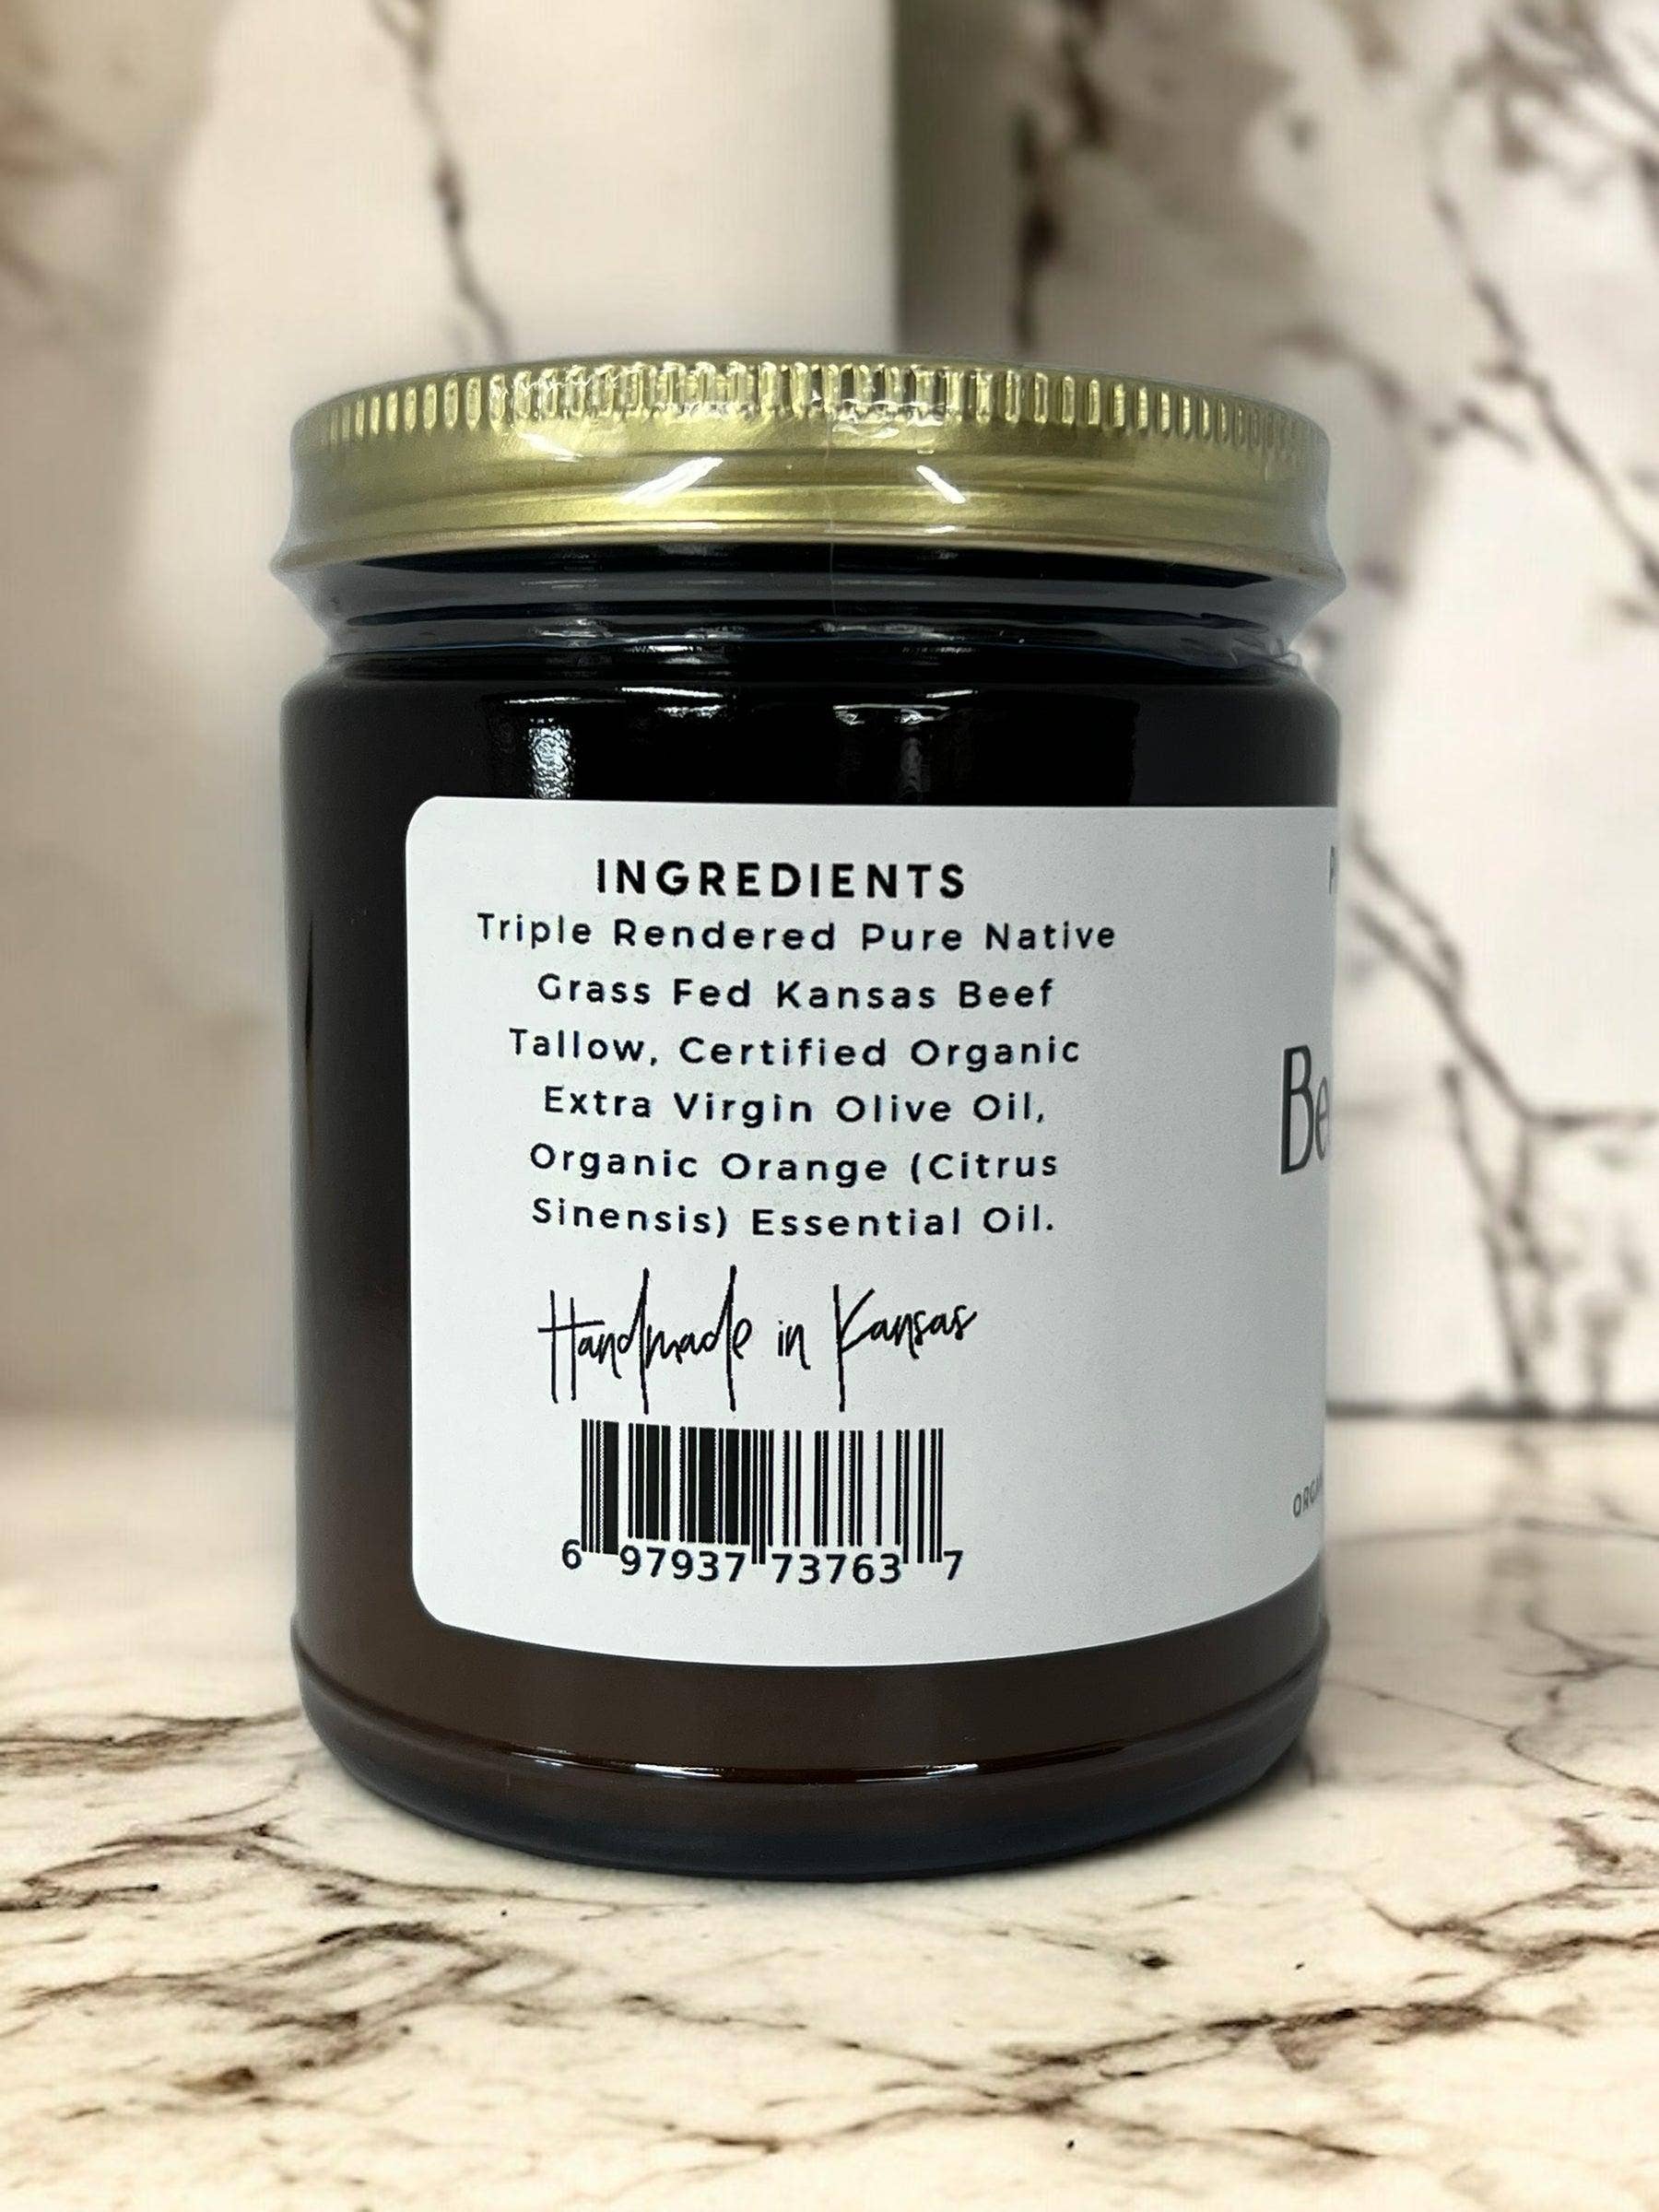 INGREDIENTS
Triple Rendered Pure Native
Grass Fed Kansas Beef
Tallow, Certified Organic
Extra Virgin Olive Oil,
Organic Orange (Citrus
Sinensis) Essential Oil.
Handmade in Kansas
6 97937 73763 7